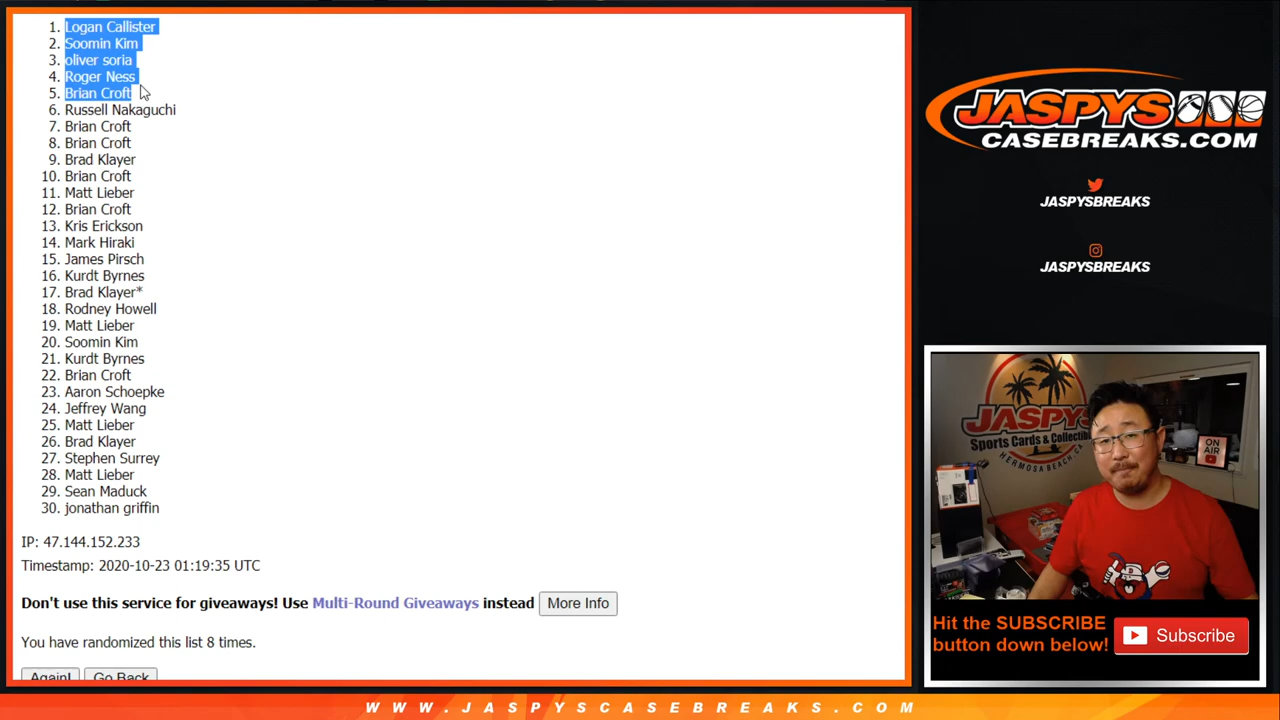 1. Logan Callister
2. Soomin Kim
3. oliver soria
4. Roger Ness
5. Brian Croft
6. Russell Nakaguchi
7. Brian Croft
8. Brian Croft
9. Brad Klayer
10. Brian Croft
11. Matt Lieber
12. Brian Croft
13. Kris Erickson
14. Mark Hiraki
15. James Pirsch
16. Kurdt Byrnes
17. Brad Klayer*
18. Rodney Howell
19. Matt Lieber
20. Soomin Kim
21. Kurdt Byrnes
22. Brian Croft
23. Aaron Schoepke
24. Jeffrey Wang
25. Matt Lieber
26. Brad Klayer
27. Stephen Surrey
28. Matt Lieber
29. Sean Maduck
30. jonathan griffin
IP: 47.144.152.233
Timestamp: 2020-10-23 01:19:35 UTC
Don't use this service for giveaways! Use Multi-Round Giveaways instead More Info
You have randomized this list 8 times.
Again! Go Back
JASPYS
CASEBREAKS.COM
JASPYSBREAKS
JASPYSBREAKS
JASPYS
Sports Cards & Collectibles
HERMOSA BEACH, CA
ON
AIR
Hit the SUBSCRIBE
button down below!
Subscribe
WWW.JASPYSCASEBREAKS.COM